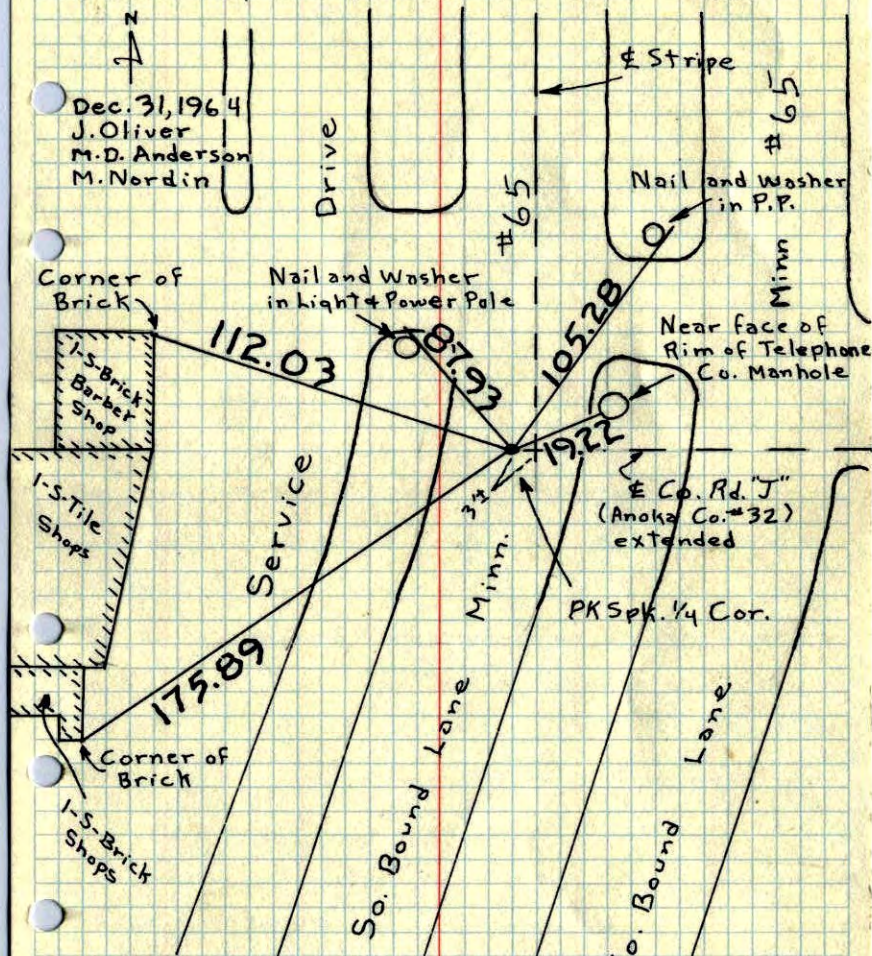 N
Dec. 31, 1964
J. Oliver
M.D. Anderson
M. Nordin
Drive
℄ Stripe
#65
Minn #65
Nail and Washer
in P.P.
Corner of
Brick
Nail and Washer
in Light & Power Pole
112.03
87.93
105.28
Near face of
Rim of Telephone
Co. Manhole
1-S-Brick
Barber
Shop
19.22
1-S-Tile
Shops
Service
3'±
℄ Co. Rd. "J"
(Anoka Co. #32)
extended
Minn.
PK Spk. 1/4 Cor.
175.89
Corner of
Brick
1-S-Brick
Shops
So. Bound Lane
o. Bound Lane